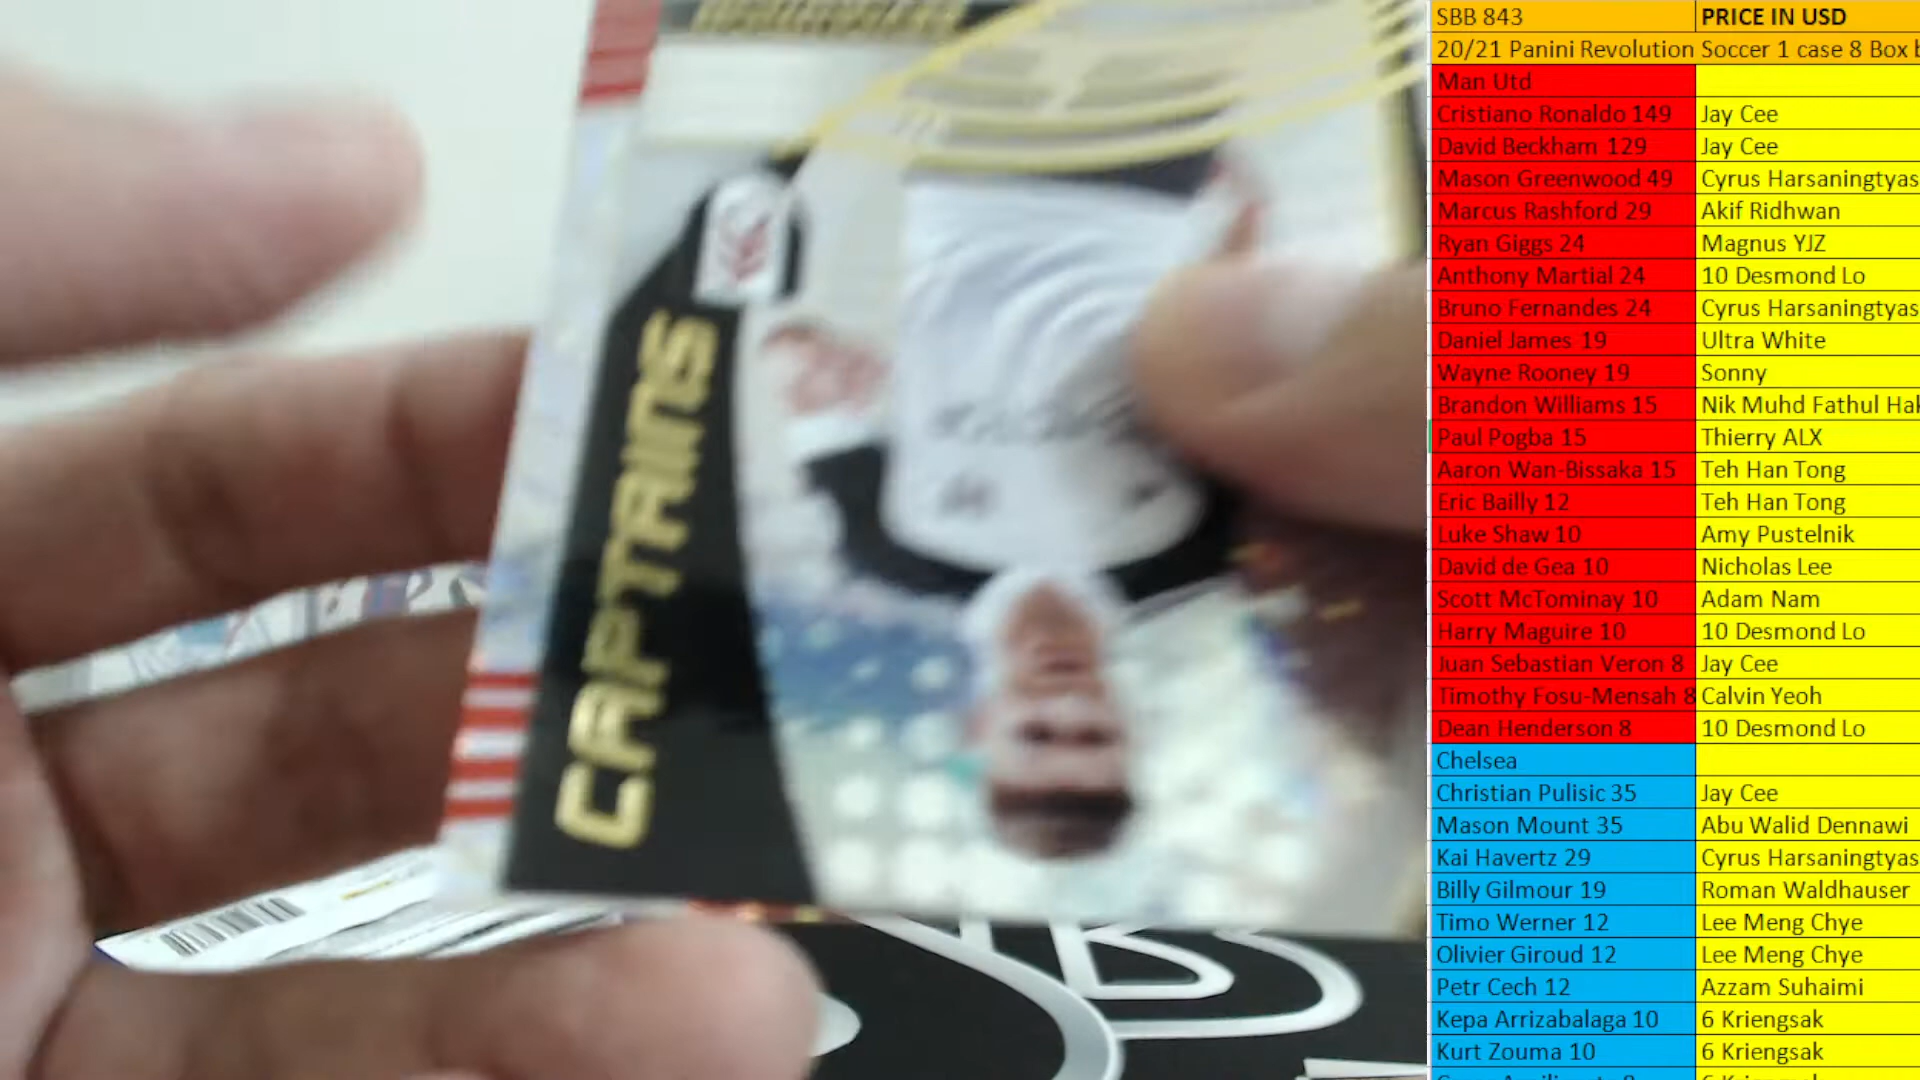 CAPTAINS
SBB 843 PRICE IN USD
20/21 Panini Revolution Soccer 1 case 8 Box
Man Utd
Cristiano Ronaldo 149 Jay Cee
David Beckham 129 Jay Cee
Mason Greenwood 49 Cyrus Harsaningtyas
Marcus Rashford 29 Akif Ridhwan
Ryan Giggs 24 Magnus YJZ
Anthony Martial 24 10 Desmond Lo
Bruno Fernandes 24 Cyrus Harsaningtyas
Daniel James 19 Ultra White
Wayne Rooney 19 Sonny
Brandon Williams 15 Nik Muhd Fathul
Paul Pogba 15 Thierry ALX
Aaron Wan-Bissaka 15 Teh Han Tong
Eric Bailly 12 Teh Han Tong
Luke Shaw 10 Amy Pustelnik
David de Gea 10 Nicholas Lee
Scott McTominay 10 Adam Nam
Harry Maguire 10 10 Desmond Lo
Juan Sebastian Veron 8 Jay Cee
Timothy Fosu-Mensah 8 Calvin Yeoh
Dean Henderson 8 10 Desmond Lo
Chelsea
Christian Pulisic 35 Jay Cee
Mason Mount 35 Abu Walid Dennawi
Kai Havertz 29 Cyrus Harsaningtyas
Billy Gilmour 19 Roman Waldhauser
Timo Werner 12 Lee Meng Chye
Olivier Giroud 12 Lee Meng Chye
Petr Cech 12 Azzam Suhaimi
Kepa Arrizabalaga 10 6 Kriengsak
Kurt Zouma 10 6 Kriengsak